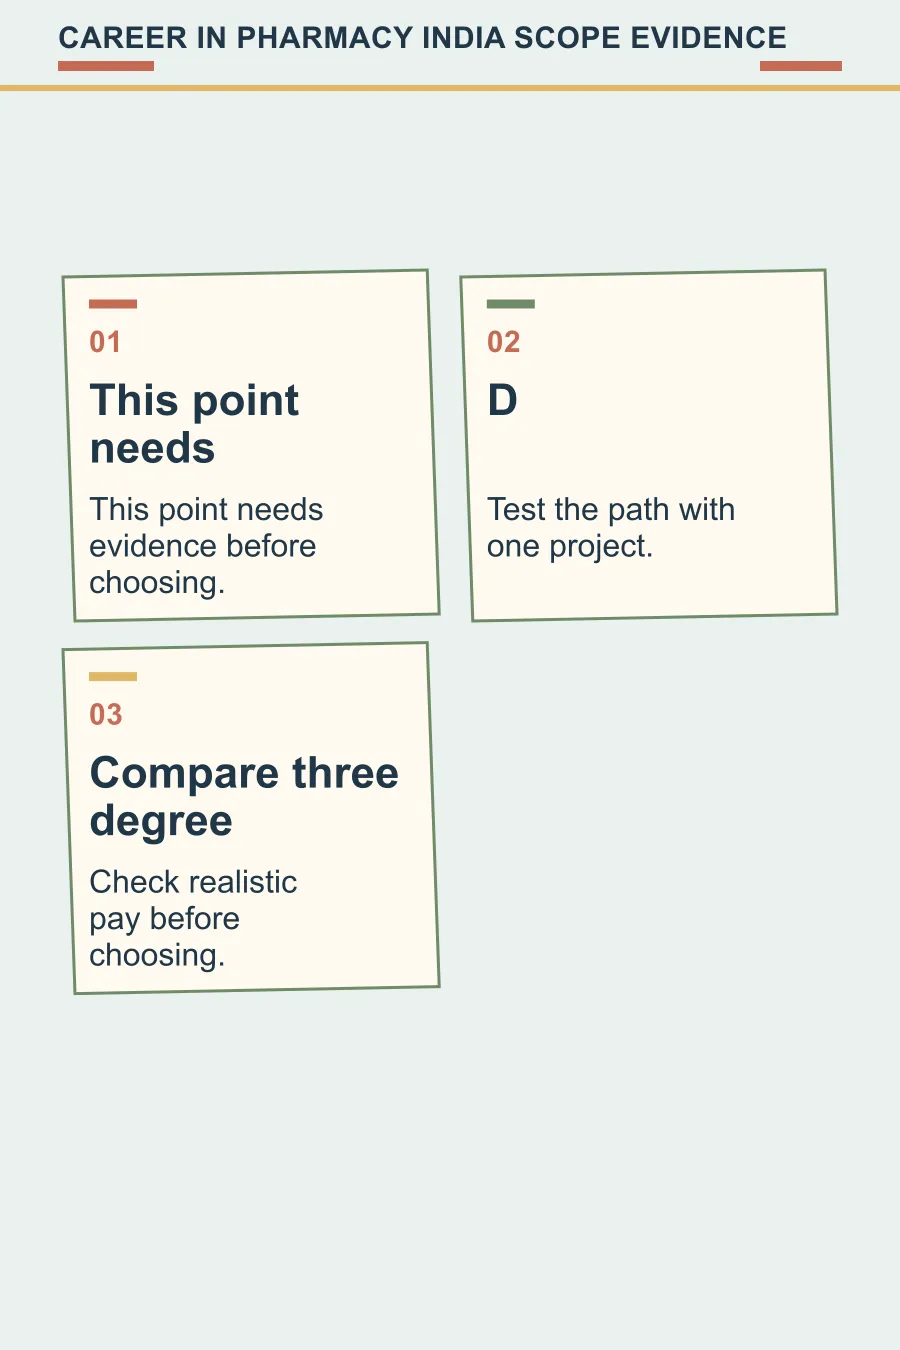 CAREER IN PHARMACY INDIA SCOPE EVIDENCE
01
This point
needs
This point needs
evidence before
choosing.
02
D
Test the path with
one project.
03
Compare three
degree
Check realistic
pay before
choosing.